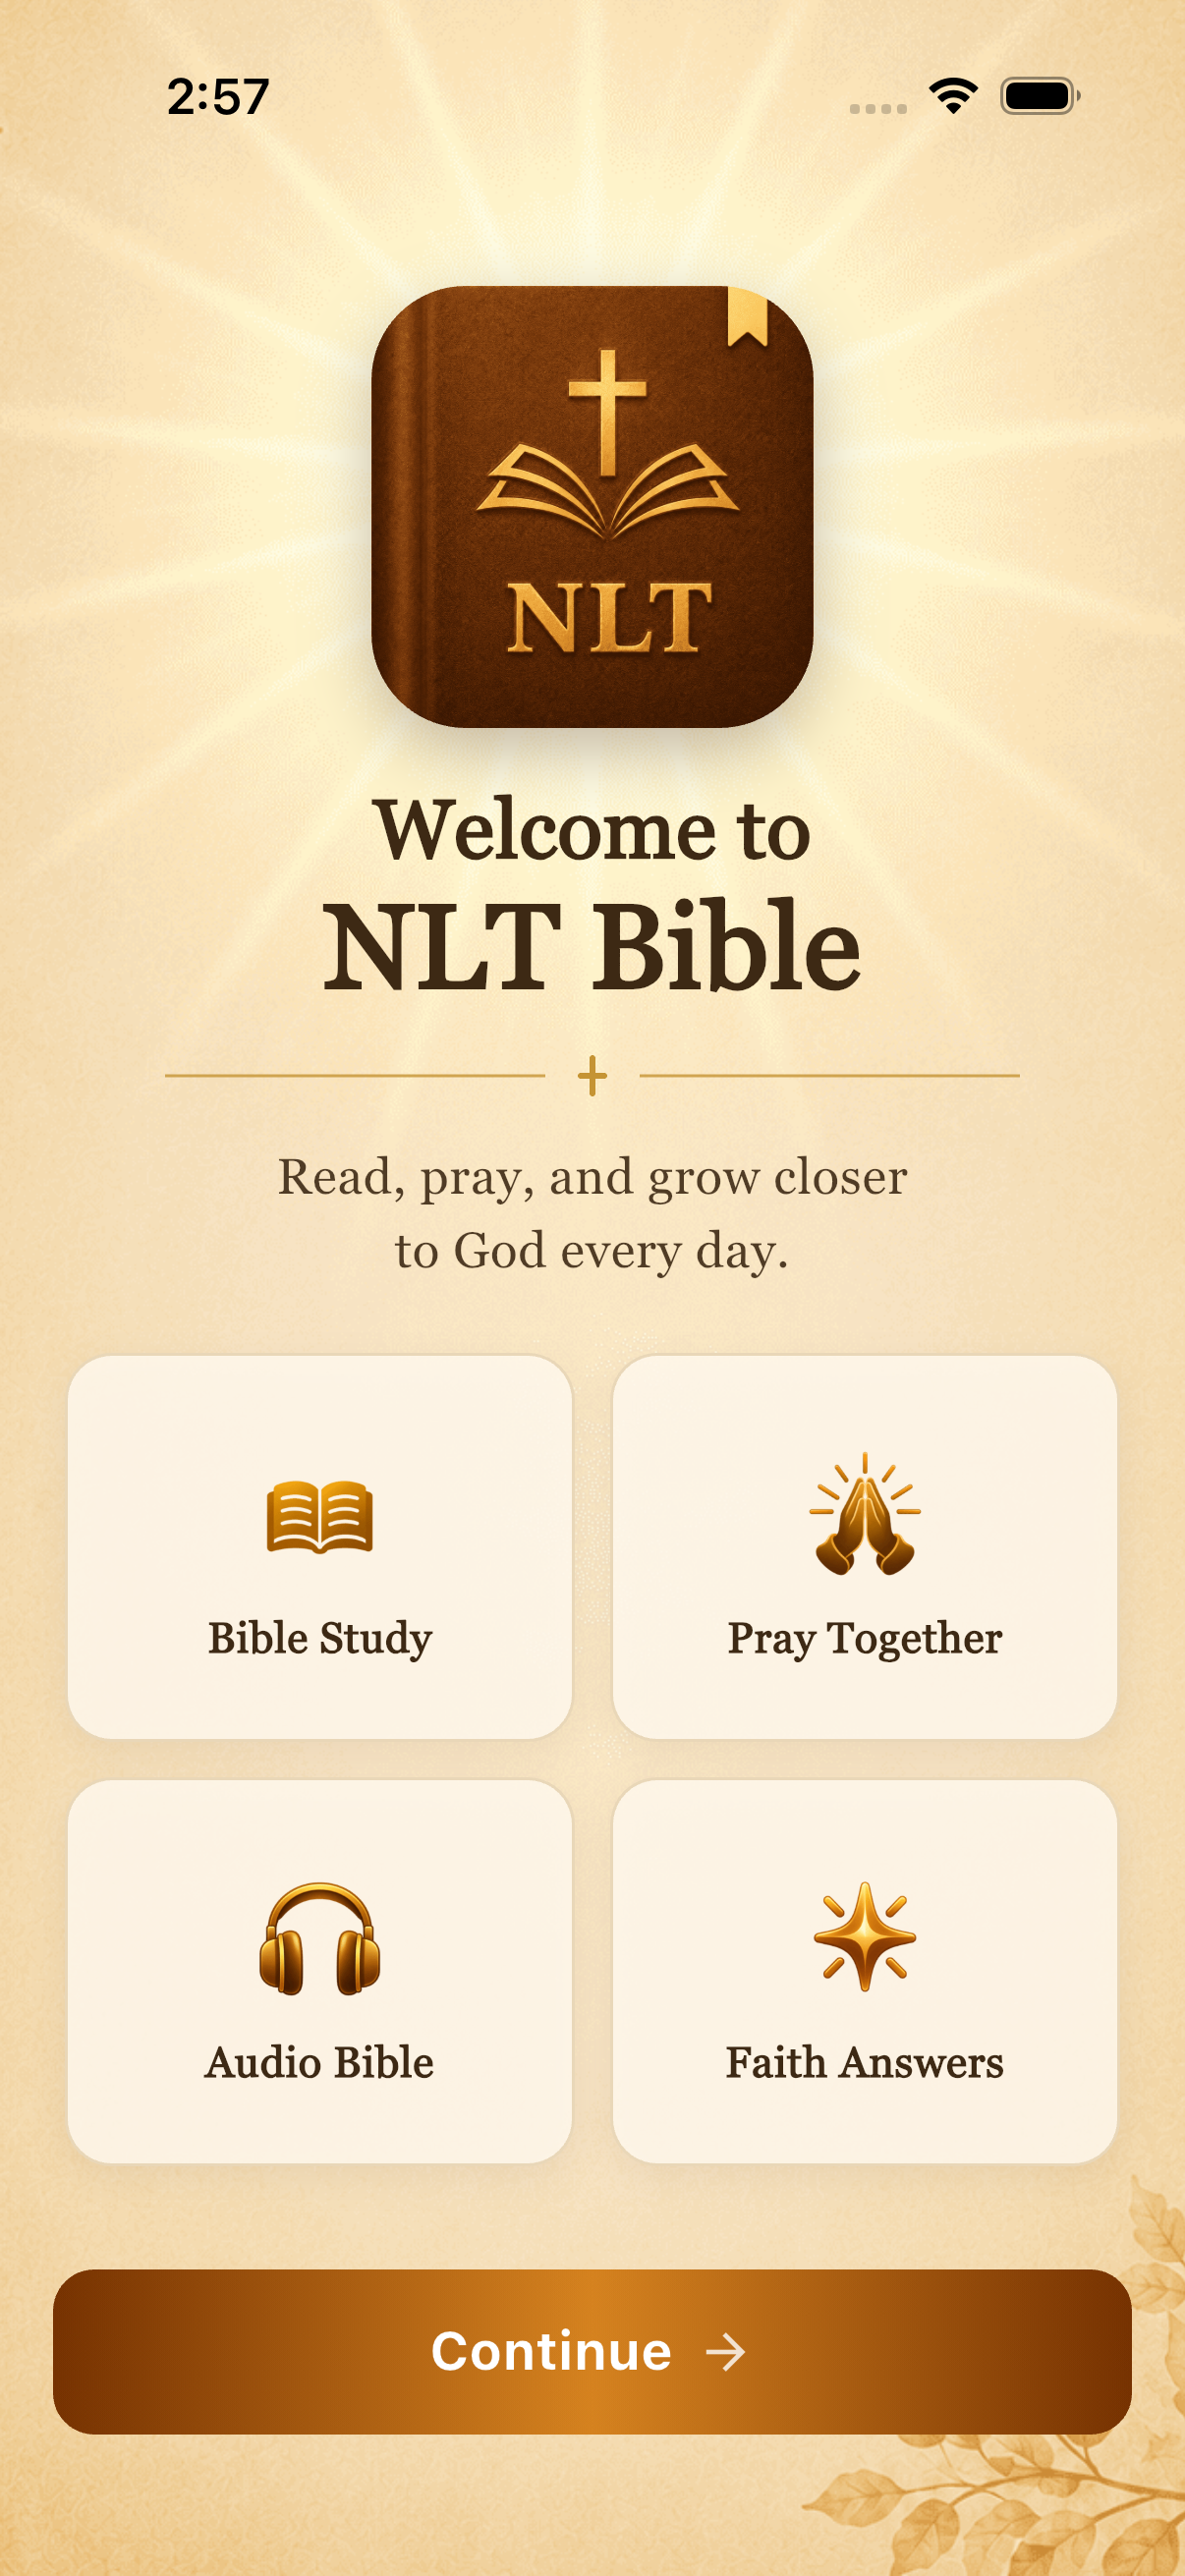 2:57
NLT
Welcome to
NLT Bible
Read, pray, and grow closer
to God every day.
Bible Study
Pray Together
Audio Bible
Faith Answers
Continue →